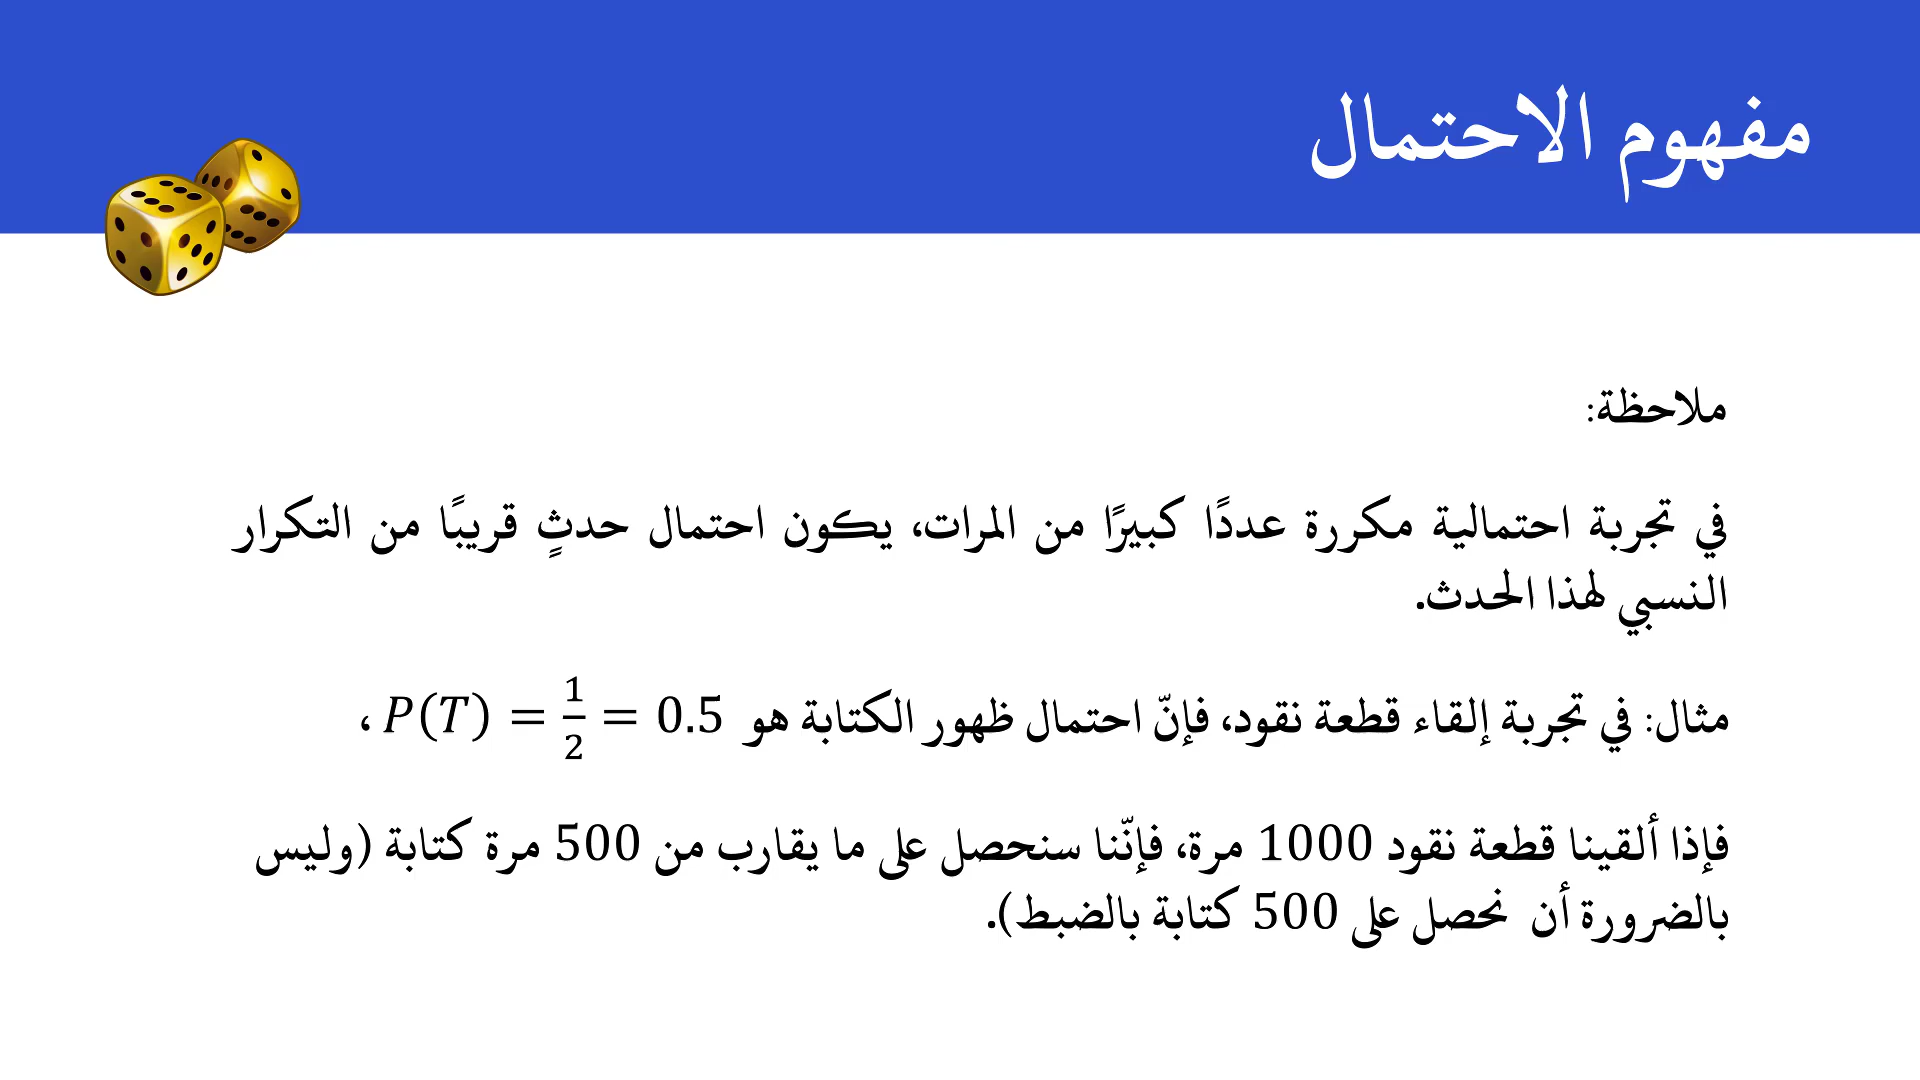 مفهوم الاحتمال
ملاحظة:
في تجربة احتمالية مكررة عددًا كبيرًا من المرات، يكون احتمال حدثٍ قريبًا من التكرار
النسبي لهذا الحدث.
مثال: في تجربة إلقاء قطعة نقود، فإنّ احتمال ظهور الكتابة هو P(T) = 1/2 = 0.5 ،
فإذا ألقينا قطعة نقود 1000 مرة، فإنّنا سنحصل على ما يقارب من 500 مرة كتابة (وليس
بالضرورة أن نحصل على 500 كتابة بالضبط).